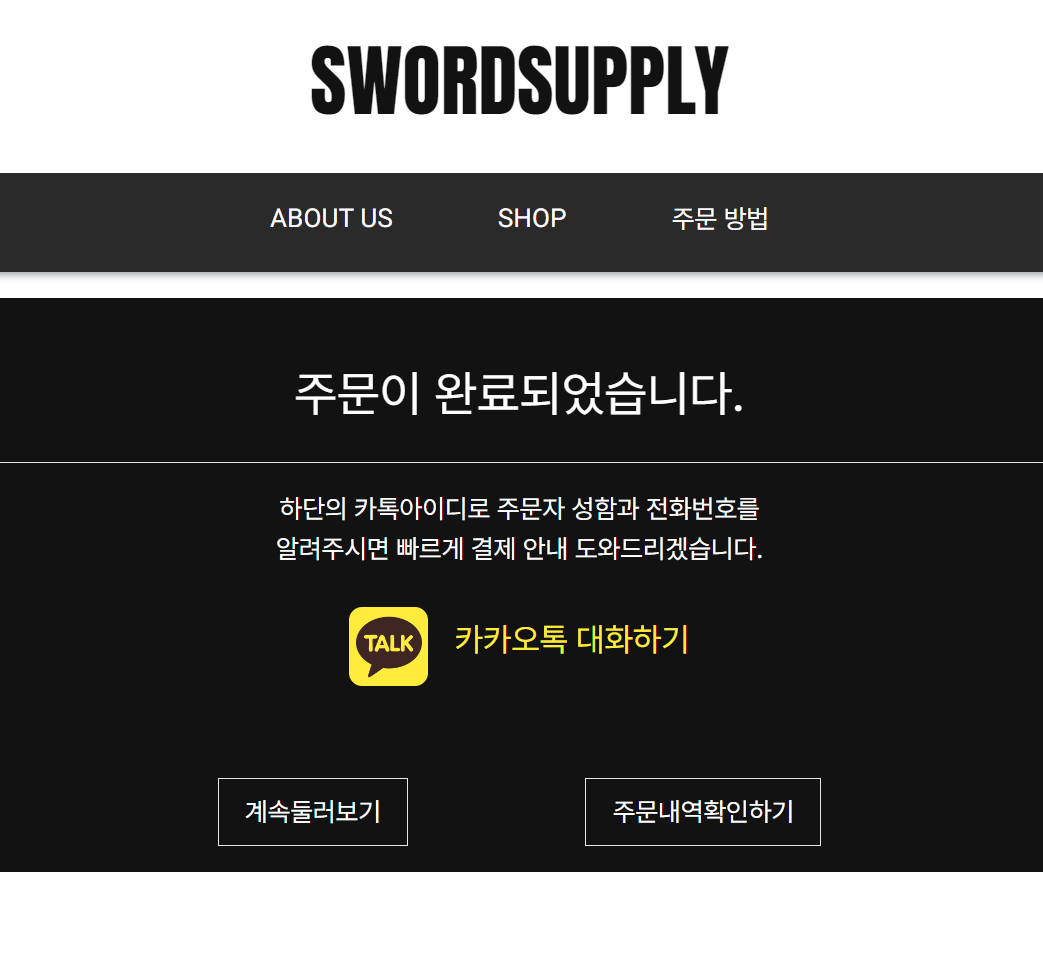 SWORDSUPPLY
ABOUT US SHOP 주문 방법
주문이 완료되었습니다.
하단의 카톡아이디로 주문자 성함과 전화번호를
알려주시면 빠르게 결제 안내 도와드리겠습니다.
TALK 카카오톡 대화하기
계속둘러보기 주문내역확인하기